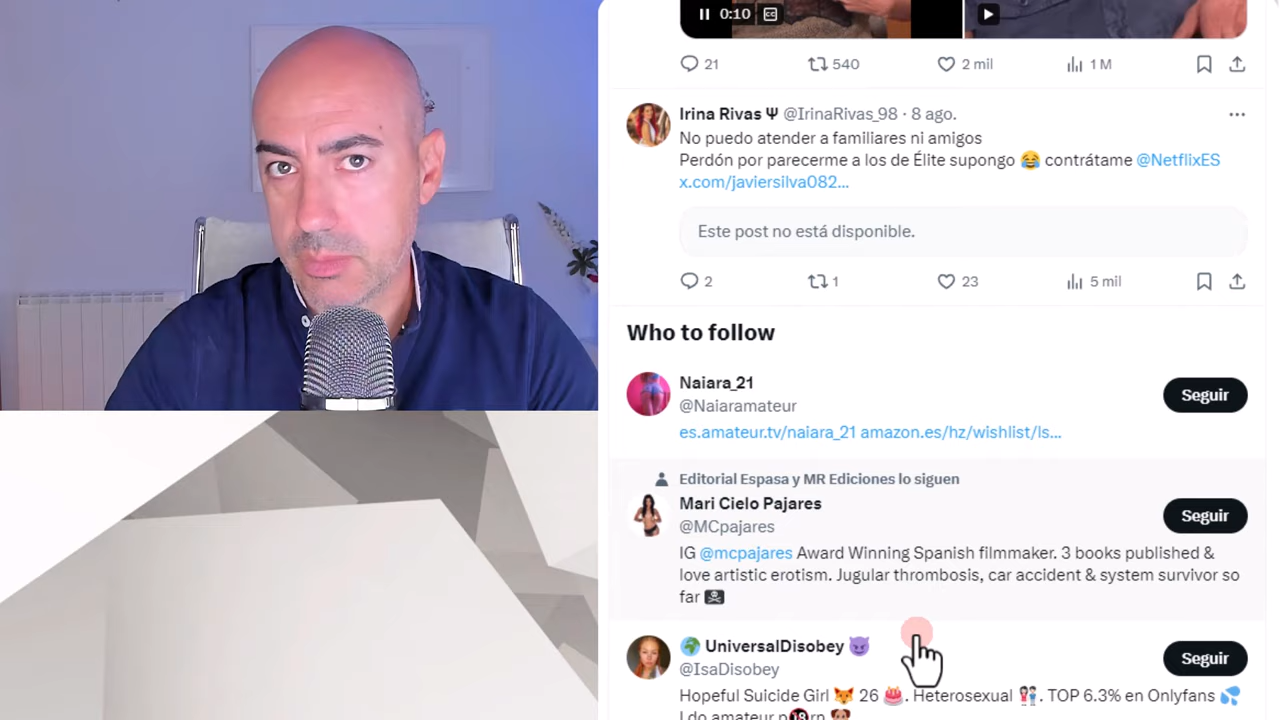 0:10 CC
21 540 2 mil 1 M
Irina Rivas Ψ @IrinaRivas_98 · 8 ago.
No puedo atender a familiares ni amigos
Perdón por parecerme a los de Élite supongo 😂 contrátame @NetflixES
x.com/javiersilva082...
Este post no está disponible.
2 1 23 5 mil
Who to follow
Naiara_21
@Naiaramateur
Seguir
es.amateur.tv/naiara_21 amazon.es/hz/wishlist/ls...
Editorial Espasa y MR Ediciones lo siguen
Mari Cielo Pajares
@MCpajares
Seguir
IG @mcpajares Award Winning Spanish filmmaker. 3 books published &
love artistic erotism. Jugular thrombosis, car accident & system survivor so
far ☠
🌍 UniversalDisobey 😈
@IsaDisobey
Seguir
Hopeful Suicide Girl 🦊 26 🎂. Heterosexual 👫. TOP 6.3% en Onlyfans 💦
I do amateur p🔞rn 🐶